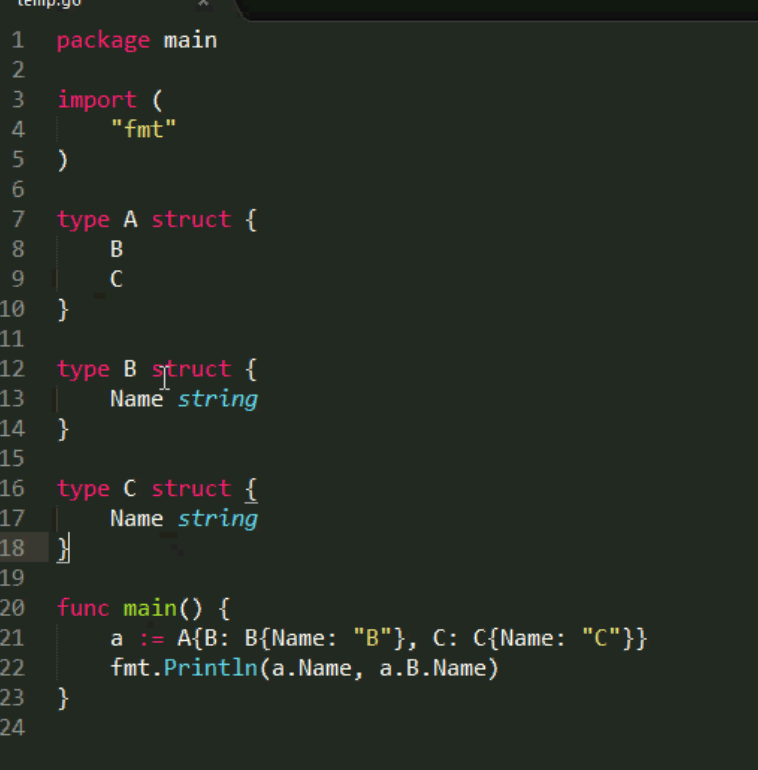 temp.go ×
1 package main
2
3 import (
4     "fmt"
5 )
6
7 type A struct {
8     B
9     C
10 }
11
12 type B struct {
13     Name string
14 }
15
16 type C struct {
17     Name string
18 }
19
20 func main() {
21     a := A{B: B{Name: "B"}, C: C{Name: "C"}}
22     fmt.Println(a.Name, a.B.Name)
23 }
24